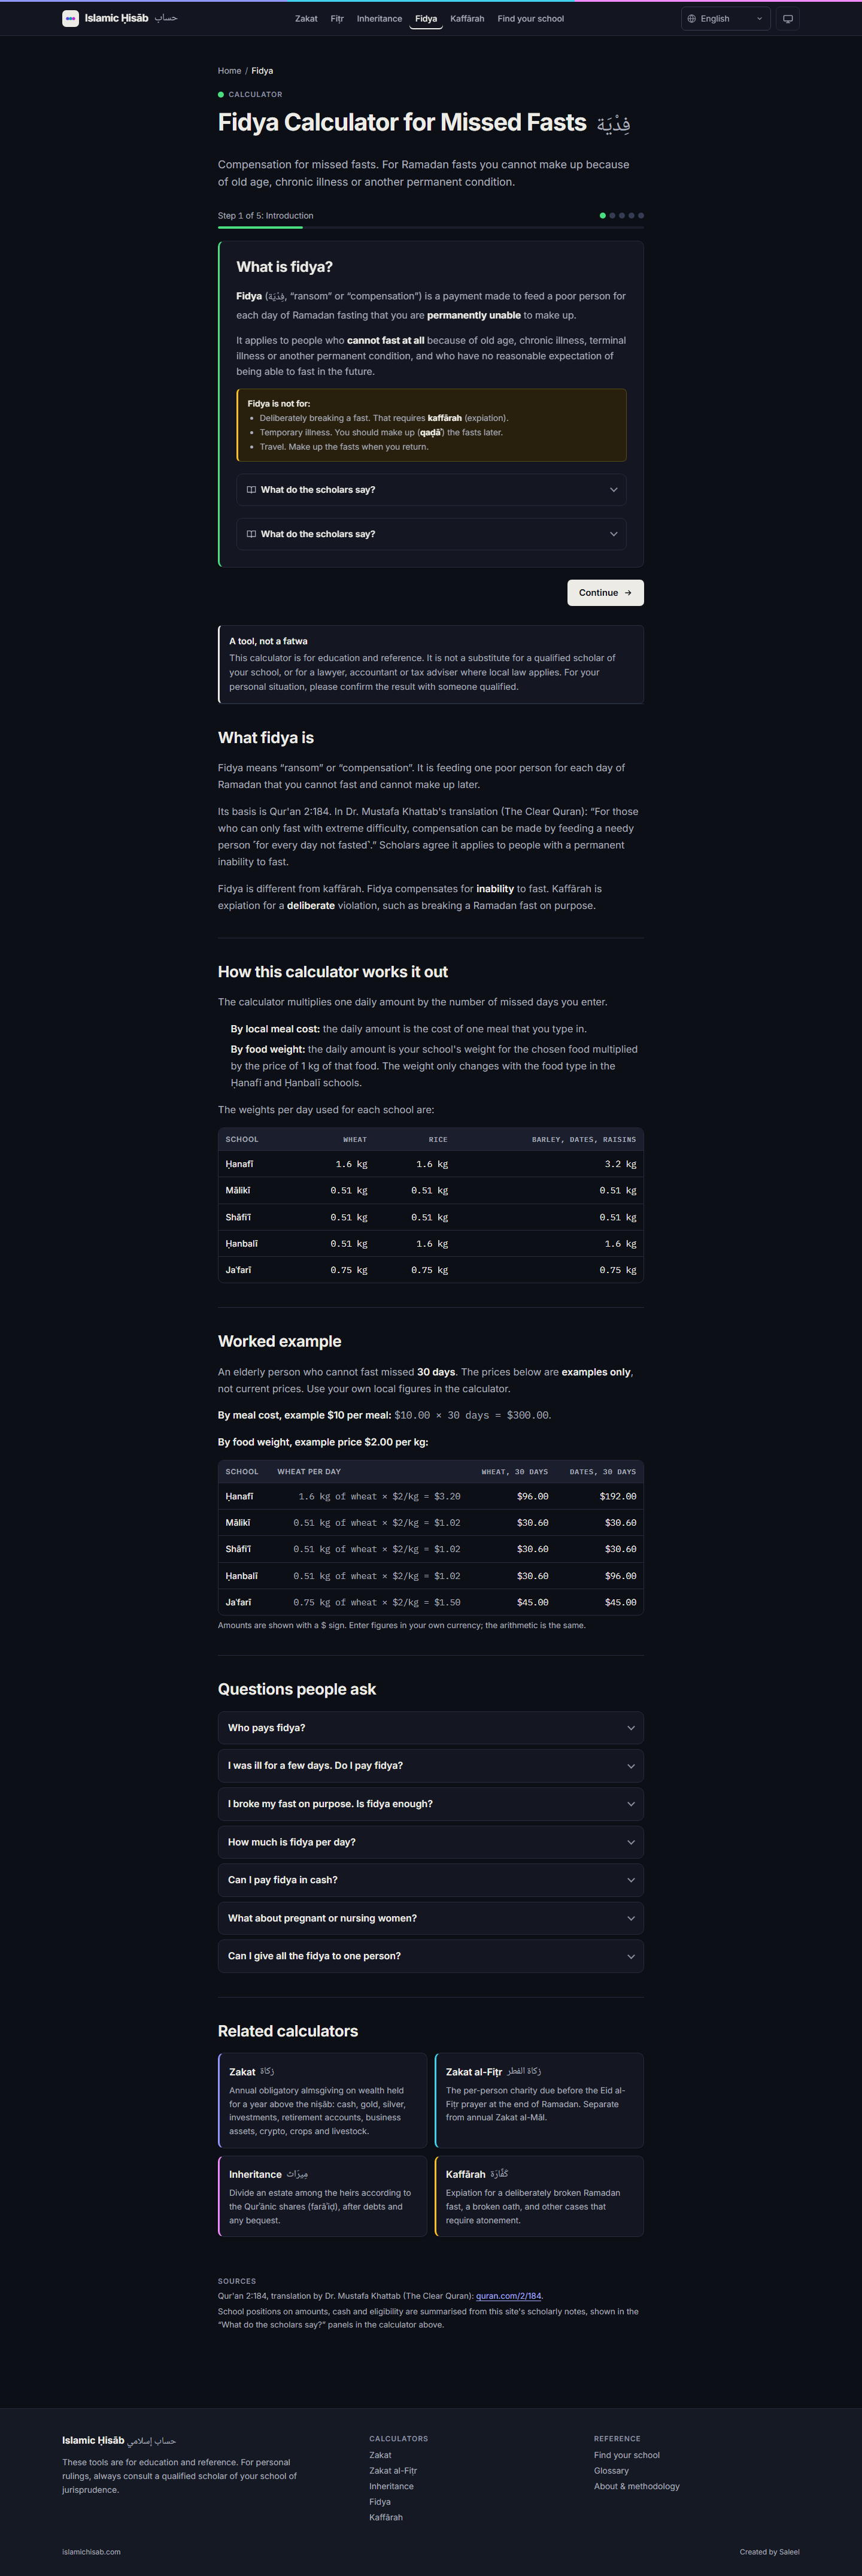 Islamic Ḥisāb حساب
Zakat
Fiṭr
Inheritance
Fidya
Kaffārah
Find your school
English
Home / Fidya
CALCULATOR
Fidya Calculator for Missed Fasts فِدْيَة
Compensation for missed fasts. For Ramadan fasts you cannot make up because
of old age, chronic illness or another permanent condition.
Step 1 of 5: Introduction
What is fidya?
Fidya (فِدْيَة, “ransom” or “compensation”) is a payment made to feed a poor person for
each day of Ramadan fasting that you are permanently unable to make up.
It applies to people who cannot fast at all because of old age, chronic illness, terminal
illness or another permanent condition, and who have no reasonable expectation of
being able to fast in the future.
Fidya is not for:
• Deliberately breaking a fast. That requires kaffārah (expiation).
• Temporary illness. You should make up (qaḍāʾ) the fasts later.
• Travel. Make up the fasts when you return.
What do the scholars say?
What do the scholars say?
Continue →
A tool, not a fatwa
This calculator is for education and reference. It is not a substitute for a qualified scholar of
your school, or for a lawyer, accountant or tax adviser where local law applies. For your
personal situation, please confirm the result with someone qualified.
What fidya is
Fidya means “ransom” or “compensation”. It is feeding one poor person for each day of
Ramadan that you cannot fast and cannot make up later.
Its basis is Qur'an 2:184. In Dr. Mustafa Khattab's translation (The Clear Quran): “For those
who can only fast with extreme difficulty, compensation can be made by feeding a needy
person ˹for every day not fasted˺.” Scholars agree it applies to people with a permanent
inability to fast.
Fidya is different from kaffārah. Fidya compensates for inability to fast. Kaffārah is
expiation for a deliberate violation, such as breaking a Ramadan fast on purpose.
How this calculator works it out
The calculator multiplies one daily amount by the number of missed days you enter.
By local meal cost: the daily amount is the cost of one meal that you type in.
By food weight: the daily amount is your school's weight for the chosen food multiplied
by the price of 1 kg of that food. The weight only changes with the food type in the
Ḥanafī and Ḥanbalī schools.
The weights per day used for each school are:
SCHOOL WHEAT RICE BARLEY, DATES, RAISINS
Ḥanafī 1.6 kg 1.6 kg 3.2 kg
Mālikī 0.51 kg 0.51 kg 0.51 kg
Shāfiʿī 0.51 kg 0.51 kg 0.51 kg
Ḥanbalī 0.51 kg 1.6 kg 1.6 kg
Jaʿfarī 0.75 kg 0.75 kg 0.75 kg
Worked example
An elderly person who cannot fast missed 30 days. The prices below are examples only,
not current prices. Use your own local figures in the calculator.
By meal cost, example $10 per meal: $10.00 × 30 days = $300.00.
By food weight, example price $2.00 per kg:
SCHOOL WHEAT PER DAY WHEAT, 30 DAYS DATES, 30 DAYS
Ḥanafī 1.6 kg of wheat × $2/kg = $3.20 $96.00 $192.00
Mālikī 0.51 kg of wheat × $2/kg = $1.02 $30.60 $30.60
Shāfiʿī 0.51 kg of wheat × $2/kg = $1.02 $30.60 $30.60
Ḥanbalī 0.51 kg of wheat × $2/kg = $1.02 $30.60 $96.00
Jaʿfarī 0.75 kg of wheat × $2/kg = $1.50 $45.00 $45.00
Amounts are shown with a $ sign. Enter figures in your own currency; the arithmetic is the same.
Questions people ask
Who pays fidya?
I was ill for a few days. Do I pay fidya?
I broke my fast on purpose. Is fidya enough?
How much is fidya per day?
Can I pay fidya in cash?
What about pregnant or nursing women?
Can I give all the fidya to one person?
Related calculators
Zakat زكاة
Annual obligatory almsgiving on wealth held
for a year above the niṣāb: cash, gold, silver,
investments, retirement accounts, business
assets, crypto, crops and livestock.
Zakat al-Fiṭr زكاة الفطر
The per-person charity due before the Eid al-
Fiṭr prayer at the end of Ramadan. Separate
from annual Zakat al-Māl.
Inheritance ميراث
Divide an estate among the heirs according to
the Qurʾānic shares (farāʾiḍ), after debts and
any bequest.
Kaffārah كَفَّارَة
Expiation for a deliberately broken Ramadan
fast, a broken oath, and other cases that
require atonement.
SOURCES
Qur'an 2:184, translation by Dr. Mustafa Khattab (The Clear Quran): quran.com/2/184.
School positions on amounts, cash and eligibility are summarised from this site's scholarly notes, shown in the
“What do the scholars say?” panels in the calculator above.
Islamic Ḥisāb حساب إسلامي
These tools are for education and reference. For personal
rulings, always consult a qualified scholar of your school of
jurisprudence.
CALCULATORS
Zakat
Zakat al-Fiṭr
Inheritance
Fidya
Kaffārah
REFERENCE
Find your school
Glossary
About & methodology
islamichisab.com
Created by Saleel